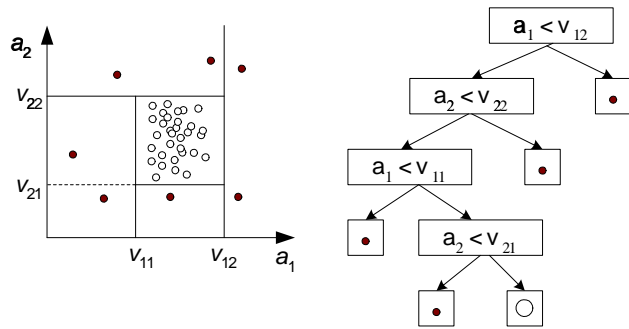 a₂
v₂₂
v₂₁
v₁₁
v₁₂
a₁
a₁ < v₁₂
a₂ < v₂₂
a₁ < v₁₁
a₂ < v₂₁